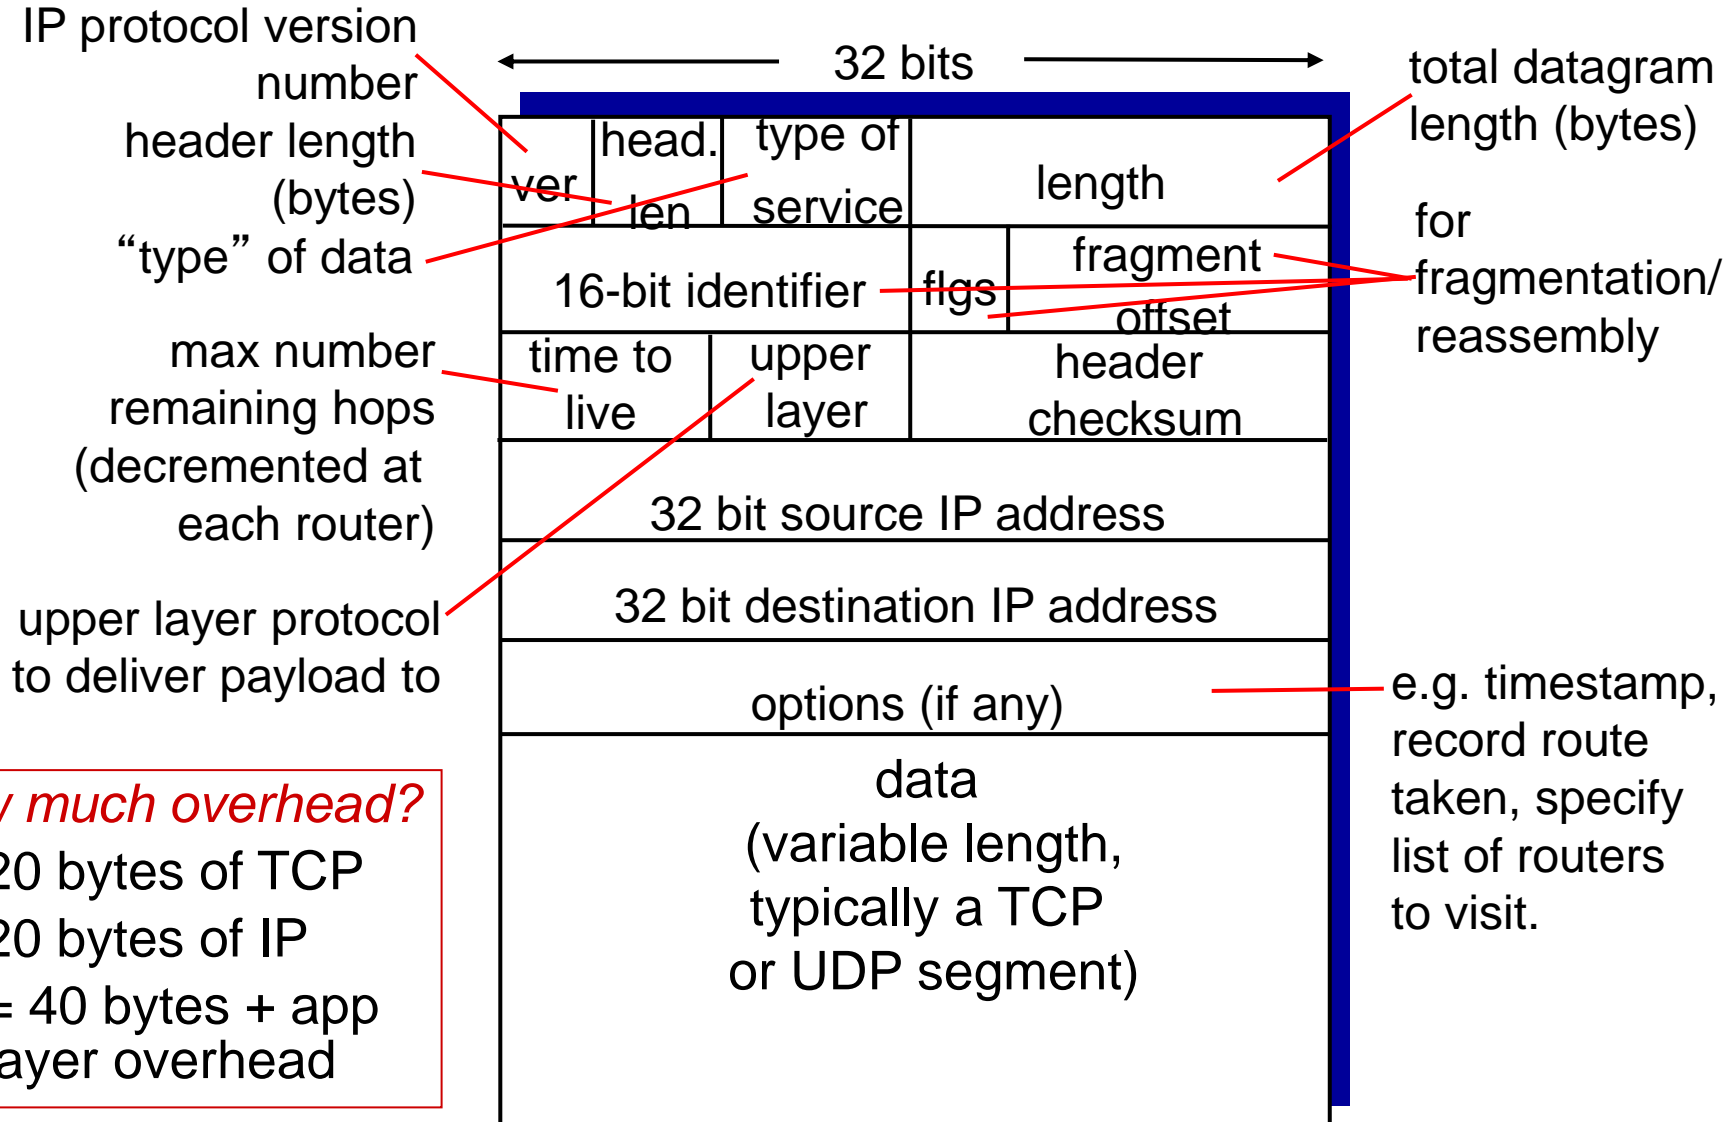 IP protocol version
number
header length
(bytes)
“type” of data
max number
remaining hops
(decremented at
each router)
upper layer protocol
to deliver payload to
32 bits
ver
head.
len
type of
service
length
16-bit identifier
flgs
fragment
offset
time to
live
upper
layer
header
checksum
32 bit source IP address
32 bit destination IP address
options (if any)
data
(variable length,
typically a TCP
or UDP segment)
total datagram
length (bytes)
for
fragmentation/
reassembly
e.g. timestamp,
record route
taken, specify
list of routers
to visit.
much overhead?
20 bytes of TCP
20 bytes of IP
= 40 bytes + app
ayer overhead